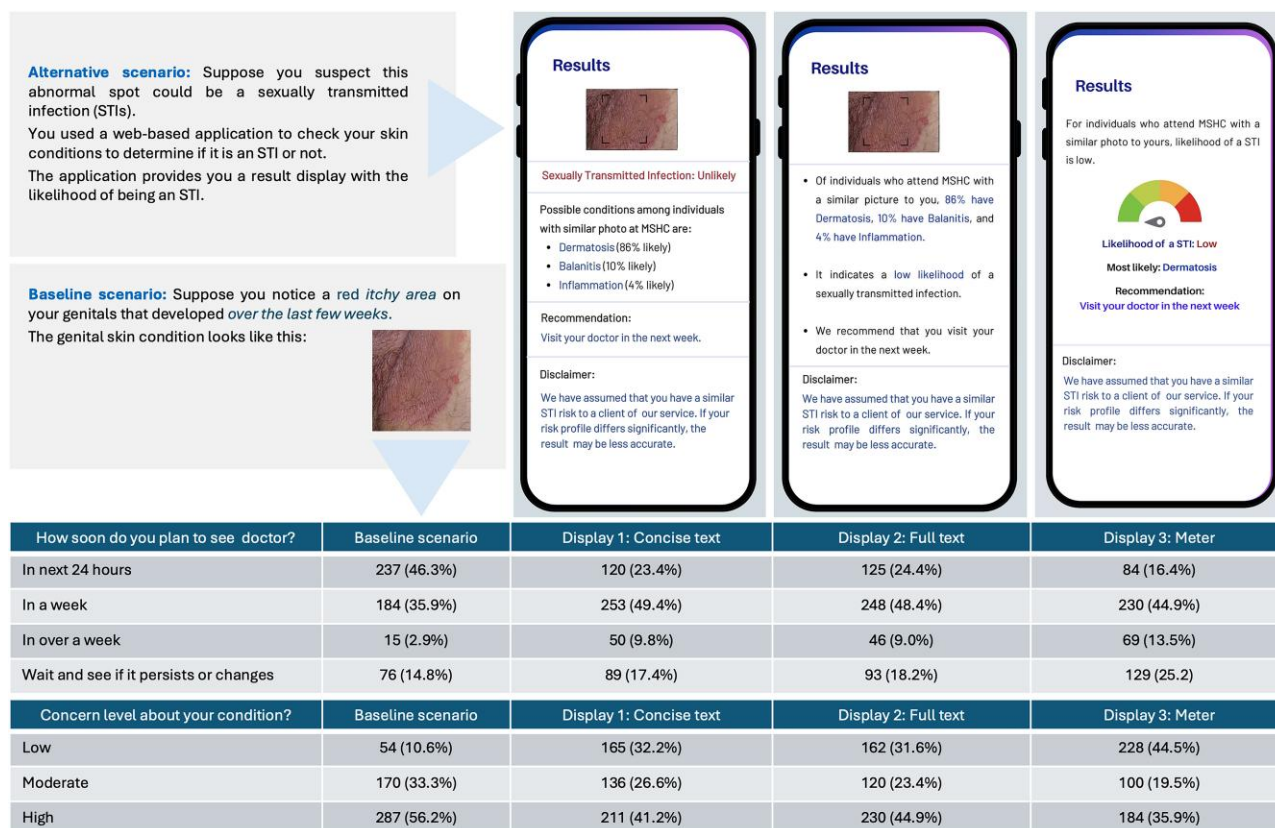 Alternative scenario: Suppose you suspect this
abnormal spot could be a sexually transmitted
infection (STIs).
You used a web-based application to check your skin
conditions to determine if it is an STI or not.
The application provides you a result display with the
likelihood of being an STI.
Baseline scenario: Suppose you notice a red itchy area on
your genitals that developed over the last few weeks.
The genital skin condition looks like this:
Results
Sexually Transmitted Infection: Unlikely
Possible conditions among individuals
with similar photo at MSHC are:
• Dermatosis (86% likely)
• Balanitis (10% likely)
• Inflammation (4% likely)
Recommendation:
Visit your doctor in the next week.
Disclaimer:
We have assumed that you have a similar
STI risk to a client of our service. If your
risk profile differs significantly, the
result may be less accurate.
Results
• Of individuals who attend MSHC with
a similar picture to you, 86% have
Dermatosis, 10% have Balanitis, and
4% have Inflammation.
• It indicates a low likelihood of a
sexually transmitted infection.
• We recommend that you visit your
doctor in the next week.
Disclaimer:
We have assumed that you have a similar
STI risk to a client of our service. If your
risk profile differs significantly, the
result may be less accurate.
Results
For individuals who attend MSHC with a
similar photo to yours, likelihood of a STI
is low.
Likelihood of a STI: Low
Most likely: Dermatosis
Recommendation:
Visit your doctor in the next week
Disclaimer:
We have assumed that you have a similar
STI risk to a client of our service. If your
risk profile differs significantly, the
result may be less accurate.
How soon do you plan to see doctor? Baseline scenario Display 1: Concise text Display 2: Full text Display 3: Meter
In next 24 hours 237 (46.3%) 120 (23.4%) 125 (24.4%) 84 (16.4%)
In a week 184 (35.9%) 253 (49.4%) 248 (48.4%) 230 (44.9%)
In over a week 15 (2.9%) 50 (9.8%) 46 (9.0%) 69 (13.5%)
Wait and see if it persists or changes 76 (14.8%) 89 (17.4%) 93 (18.2%) 129 (25.2)
Concern level about your condition? Baseline scenario Display 1: Concise text Display 2: Full text Display 3: Meter
Low 54 (10.6%) 165 (32.2%) 162 (31.6%) 228 (44.5%)
Moderate 170 (33.3%) 136 (26.6%) 120 (23.4%) 100 (19.5%)
High 287 (56.2%) 211 (41.2%) 230 (44.9%) 184 (35.9%)